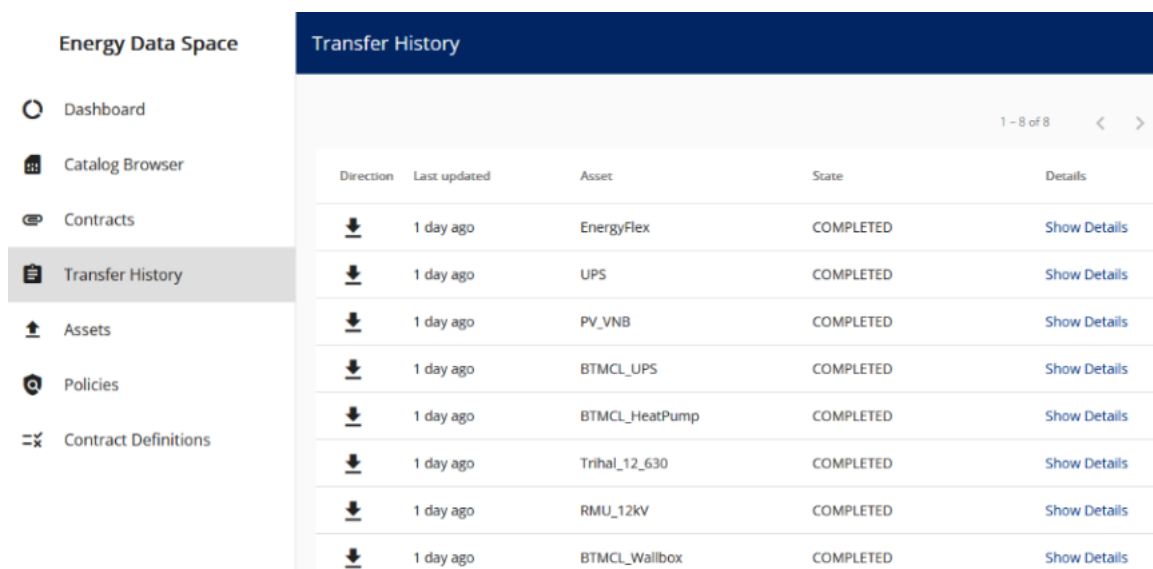 Energy Data Space
Transfer History
Dashboard
Catalog Browser
Contracts
Transfer History
Assets
Policies
Contract Definitions
1 – 8 of 8
Direction Last updated Asset State Details
1 day ago EnergyFlex COMPLETED Show Details
1 day ago UPS COMPLETED Show Details
1 day ago PV_VNB COMPLETED Show Details
1 day ago BTMCL_UPS COMPLETED Show Details
1 day ago BTMCL_HeatPump COMPLETED Show Details
1 day ago Trihal_12_630 COMPLETED Show Details
1 day ago RMU_12kV COMPLETED Show Details
1 day ago BTMCL_Wallbox COMPLETED Show Details